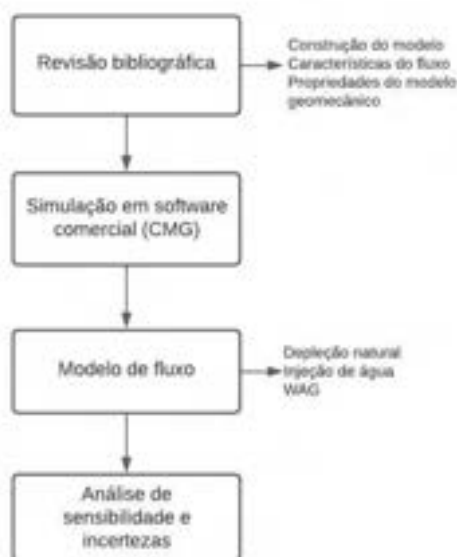 Revisão bibliográfica
Construção do modelo
Características do fluxo
Propriedades do modelo
geomecânico
Simulação em software
comercial (CMG)
Modelo de fluxo
Depleção natural
Injeção de água
WAG
Análise de
sensibilidade e
incertezas